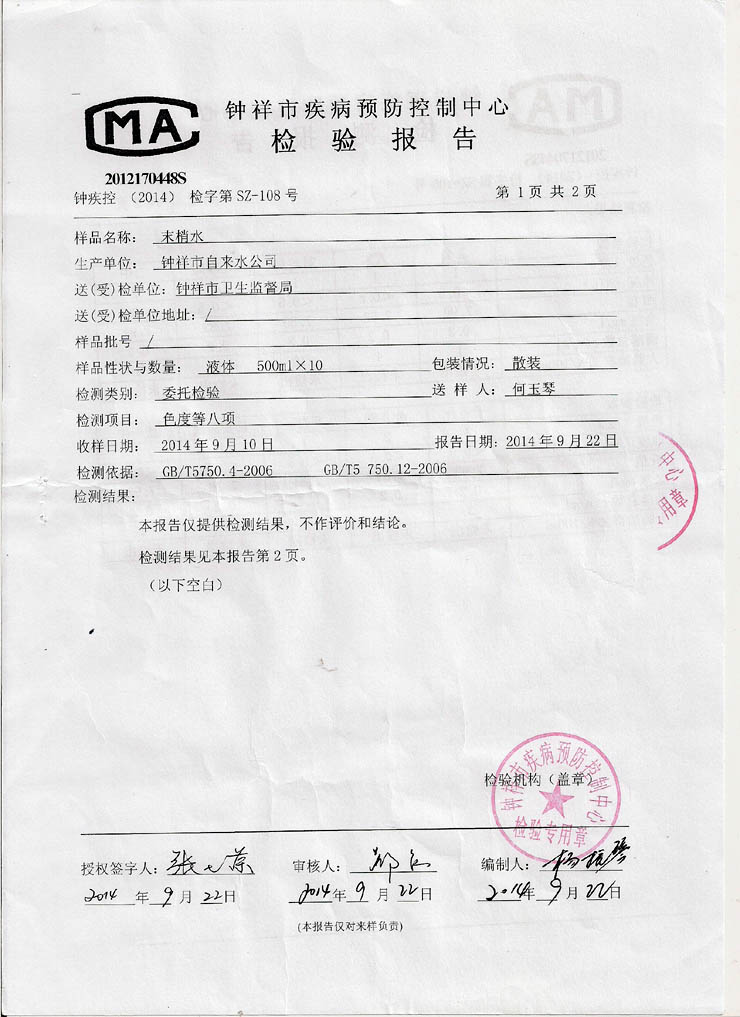 MA
钟祥市疾病预防控制中心
检验报告
2012170448S
钟疾控 （2014） 检字第 SZ-108 号
第 1 页 共 2 页
样品名称： 末梢水
生产单位： 钟祥市自来水公司
送(受)检单位： 钟祥市卫生监督局
送(受)检单位地址： /
样品批号 /
样品性状与数量： 液体 500ml×10 包装情况： 散装
检测类别： 委托检验 送 样 人： 何玉琴
检测项目： 色度等八项
收样日期： 2014 年 9 月 10 日 报告日期： 2014 年 9 月 22 日
检测依据： GB/T5750.4-2006 GB/T5 750.12-2006
检测结果：
本报告仅提供检测结果，不作评价和结论。
检测结果见本报告第 2 页。
（以下空白）
中心
章用
检验机构（盖章）
钟祥市疾病预防控制中心
检验专用章
授权签字人： 审核人： 编制人：
2014 年 9 月 22 日 2014 年 9 月 22 日 2014 年 9 月 22 日
(本报告仅对来样负责)